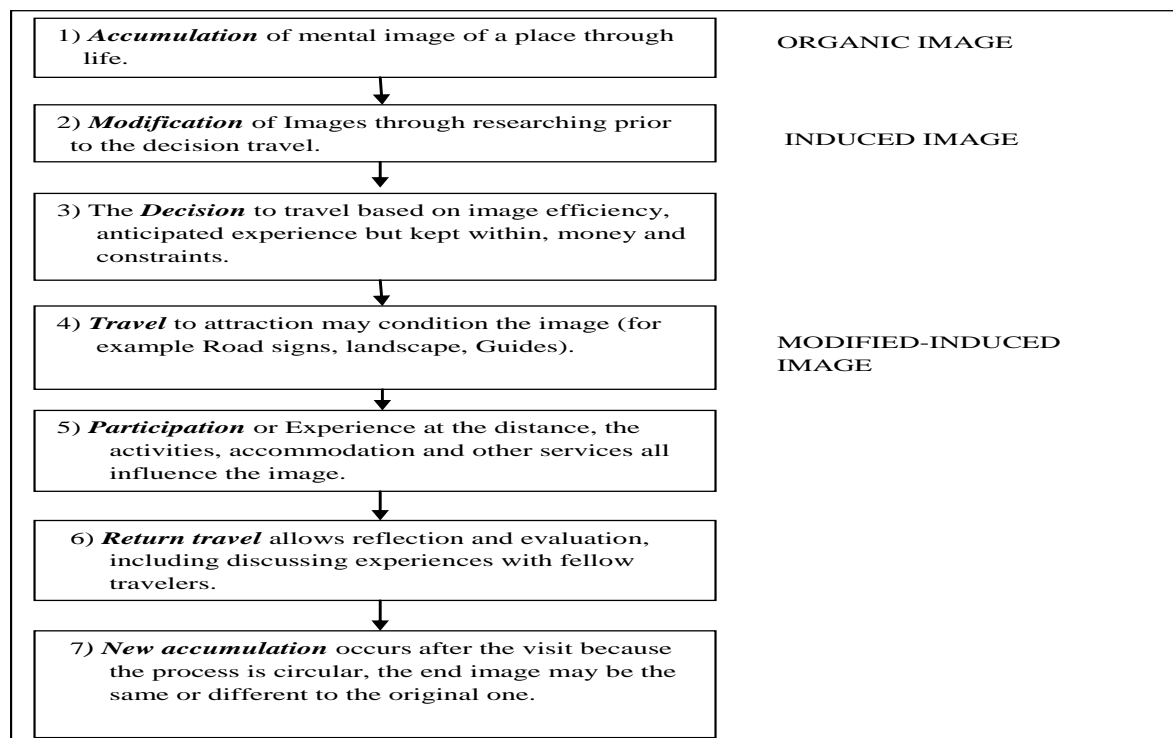 1) Accumulation of mental image of a place through
life.
ORGANIC IMAGE
2) Modification of Images through researching prior
to the decision travel.
INDUCED IMAGE
3) The Decision to travel based on image efficiency,
anticipated experience but kept within, money and
constraints.
4) Travel to attraction may condition the image (for
example Road signs, landscape, Guides).
MODIFIED-INDUCED
IMAGE
5) Participation or Experience at the distance, the
activities, accommodation and other services all
influence the image.
6) Return travel allows reflection and evaluation,
including discussing experiences with fellow
travelers.
7) New accumulation occurs after the visit because
the process is circular, the end image may be the
same or different to the original one.